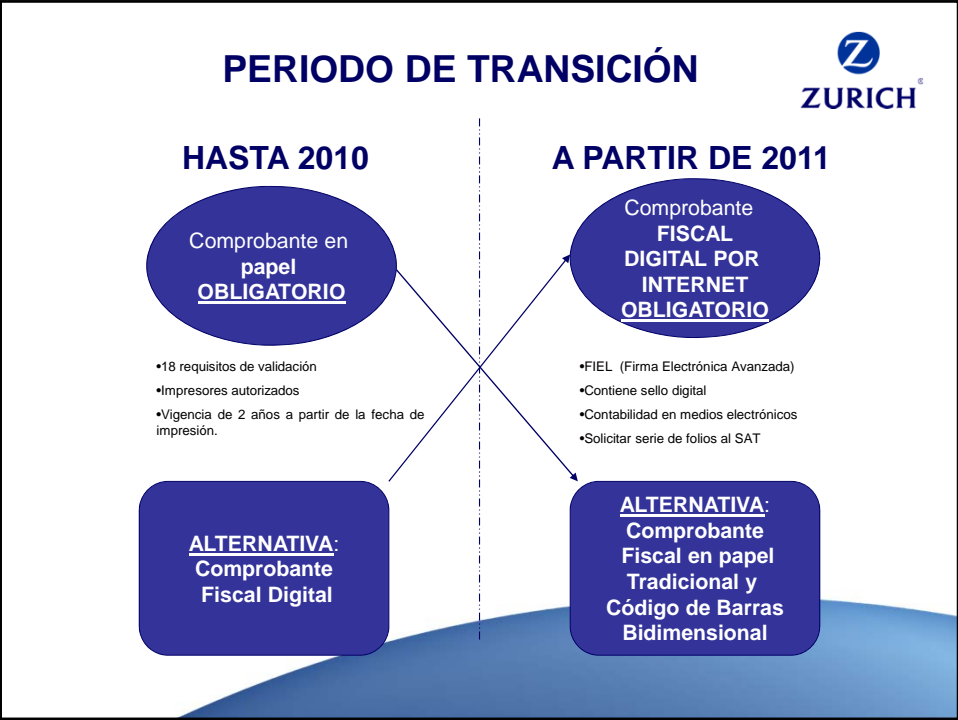 PERIODO DE TRANSICIÓN
Z
ZURICH
HASTA 2010
Comprobante en
papel
OBLIGATORIO
•18 requisitos de validación
•Impresores autorizados
•Vigencia de 2 años a partir de la fecha de
impresión.
ALTERNATIVA:
Comprobante
Fiscal Digital
A PARTIR DE 2011
Comprobante
FISCAL
DIGITAL POR
INTERNET
OBLIGATORIO
•FIEL (Firma Electrónica Avanzada)
•Contiene sello digital
•Contabilidad en medios electrónicos
•Solicitar serie de folios al SAT
ALTERNATIVA:
Comprobante
Fiscal en papel
Tradicional y
Código de Barras
Bidimensional